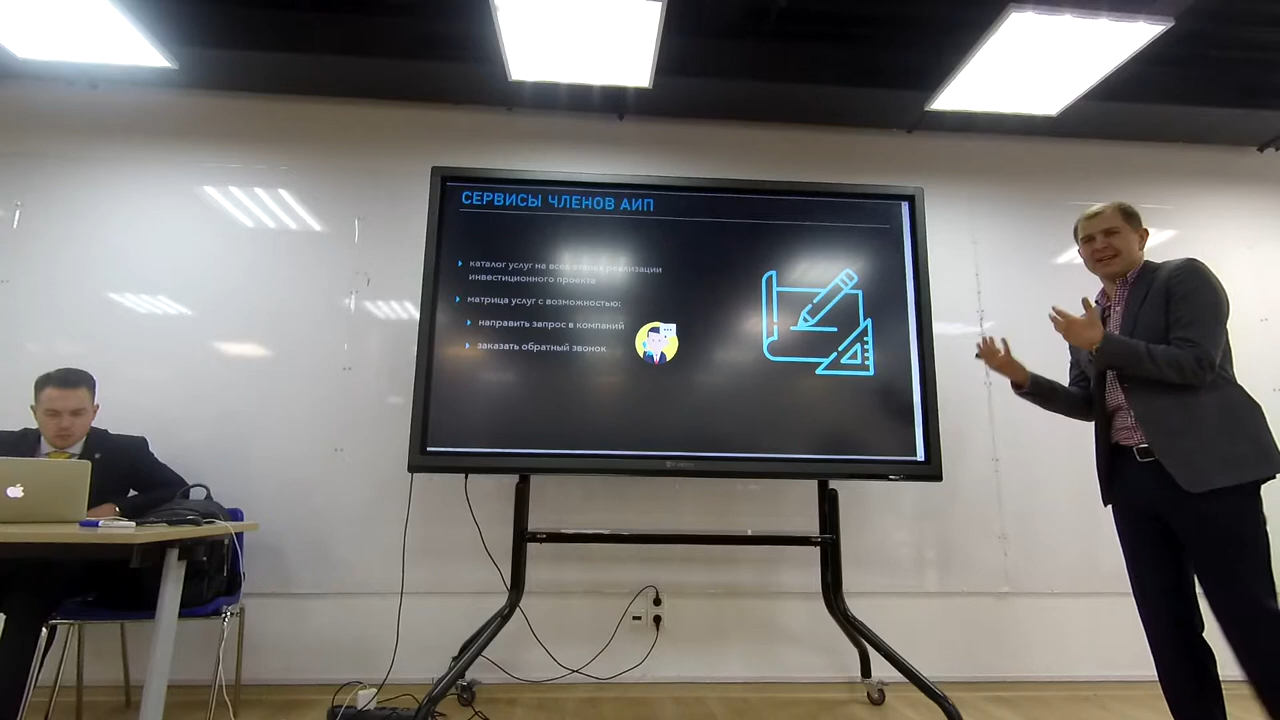 СЕРВИСЫ ЧЛЕНОВ АИП
каталог услуг на всех этапах реализации
инвестиционного проекта
матрица услуг с возможностью:
направить запрос в компаний
заказать обратный звонок